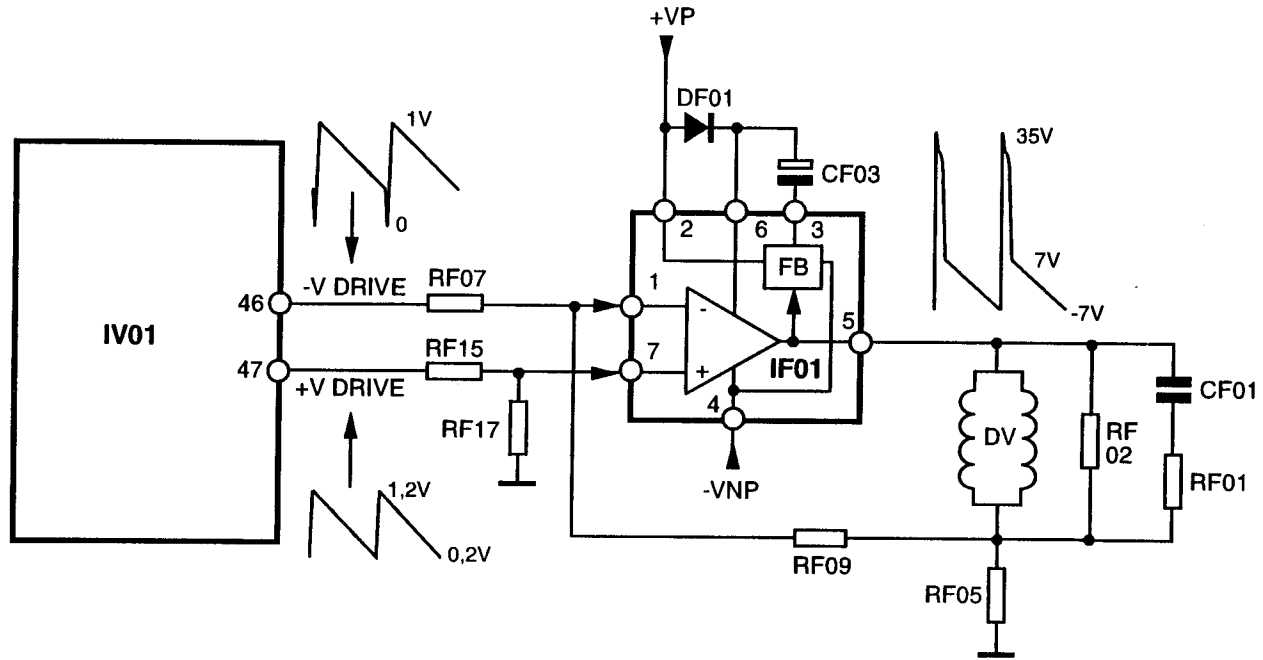 +VP
DF01
1V
35V
CF03
0
2
6
3
FB
7V
-7V
46
-V DRIVE
RF07
1
-
5
IV01
47
+V DRIVE
RF15
7
+
IF01
RF17
4
-VNP
DV
RF
02
CF01
RF01
1,2V
0,2V
RF09
RF05